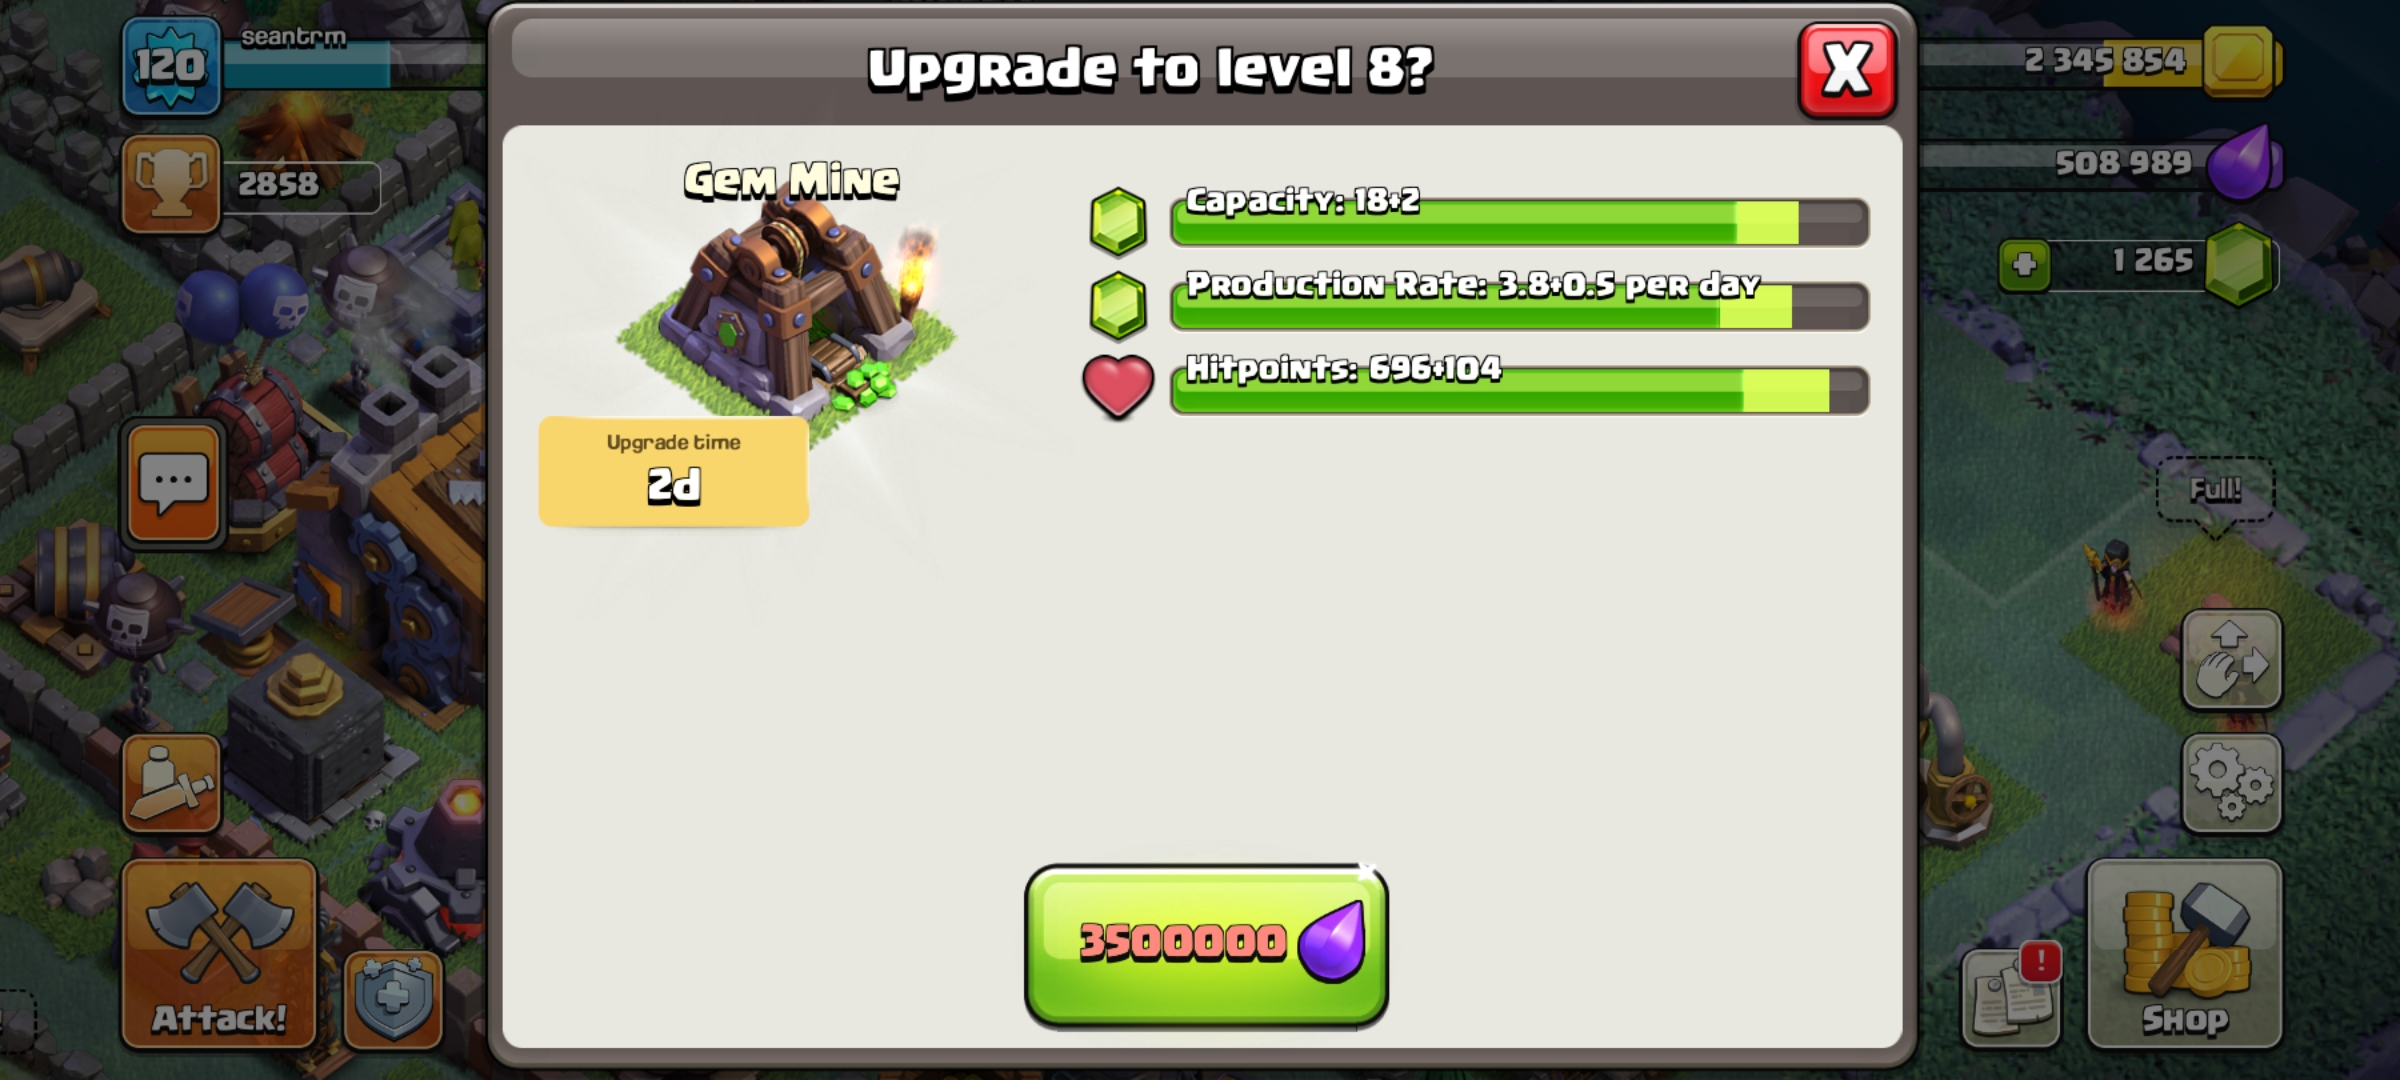 120
seantrm
2858
Attack!
Upgrade to level 8?
X
Gem Mine
Upgrade time
2d
Capacity: 18+2
Production Rate: 3.8+0.5 per day
Hitpoints: 696+104
3500000
2 345 854
508 989
+
1 265
Full!
!
Shop